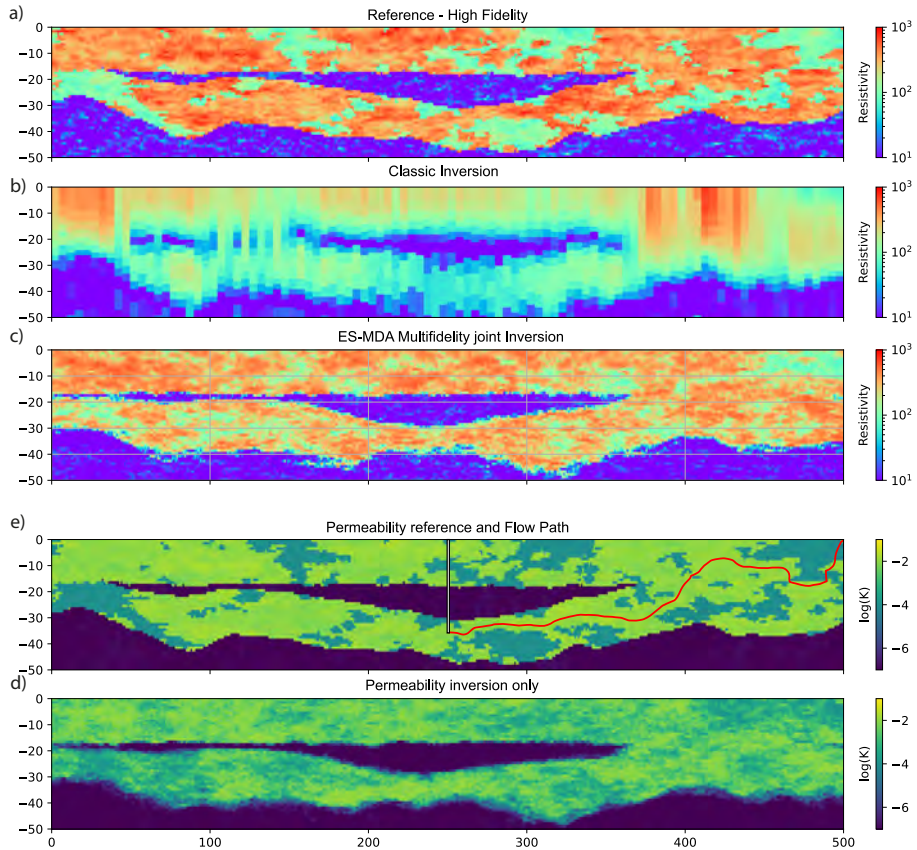 a)
Reference - High Fidelity
0
−10
−20
−30
−40
−50
10³
10²
10¹
Resistivity
b)
Classic Inversion
0
−10
−20
−30
−40
−50
10³
10²
10¹
Resistivity
c)
ES-MDA Multifidelity joint Inversion
0
−10
−20
−30
−40
−50
10³
10²
10¹
Resistivity
e)
Permeability reference and Flow Path
0
−10
−20
−30
−40
−50
−2
−4
−6
log(K)
d)
Permeability inversion only
0
−10
−20
−30
−40
−50
0 100 200 300 400 500
−2
−4
−6
log(K)